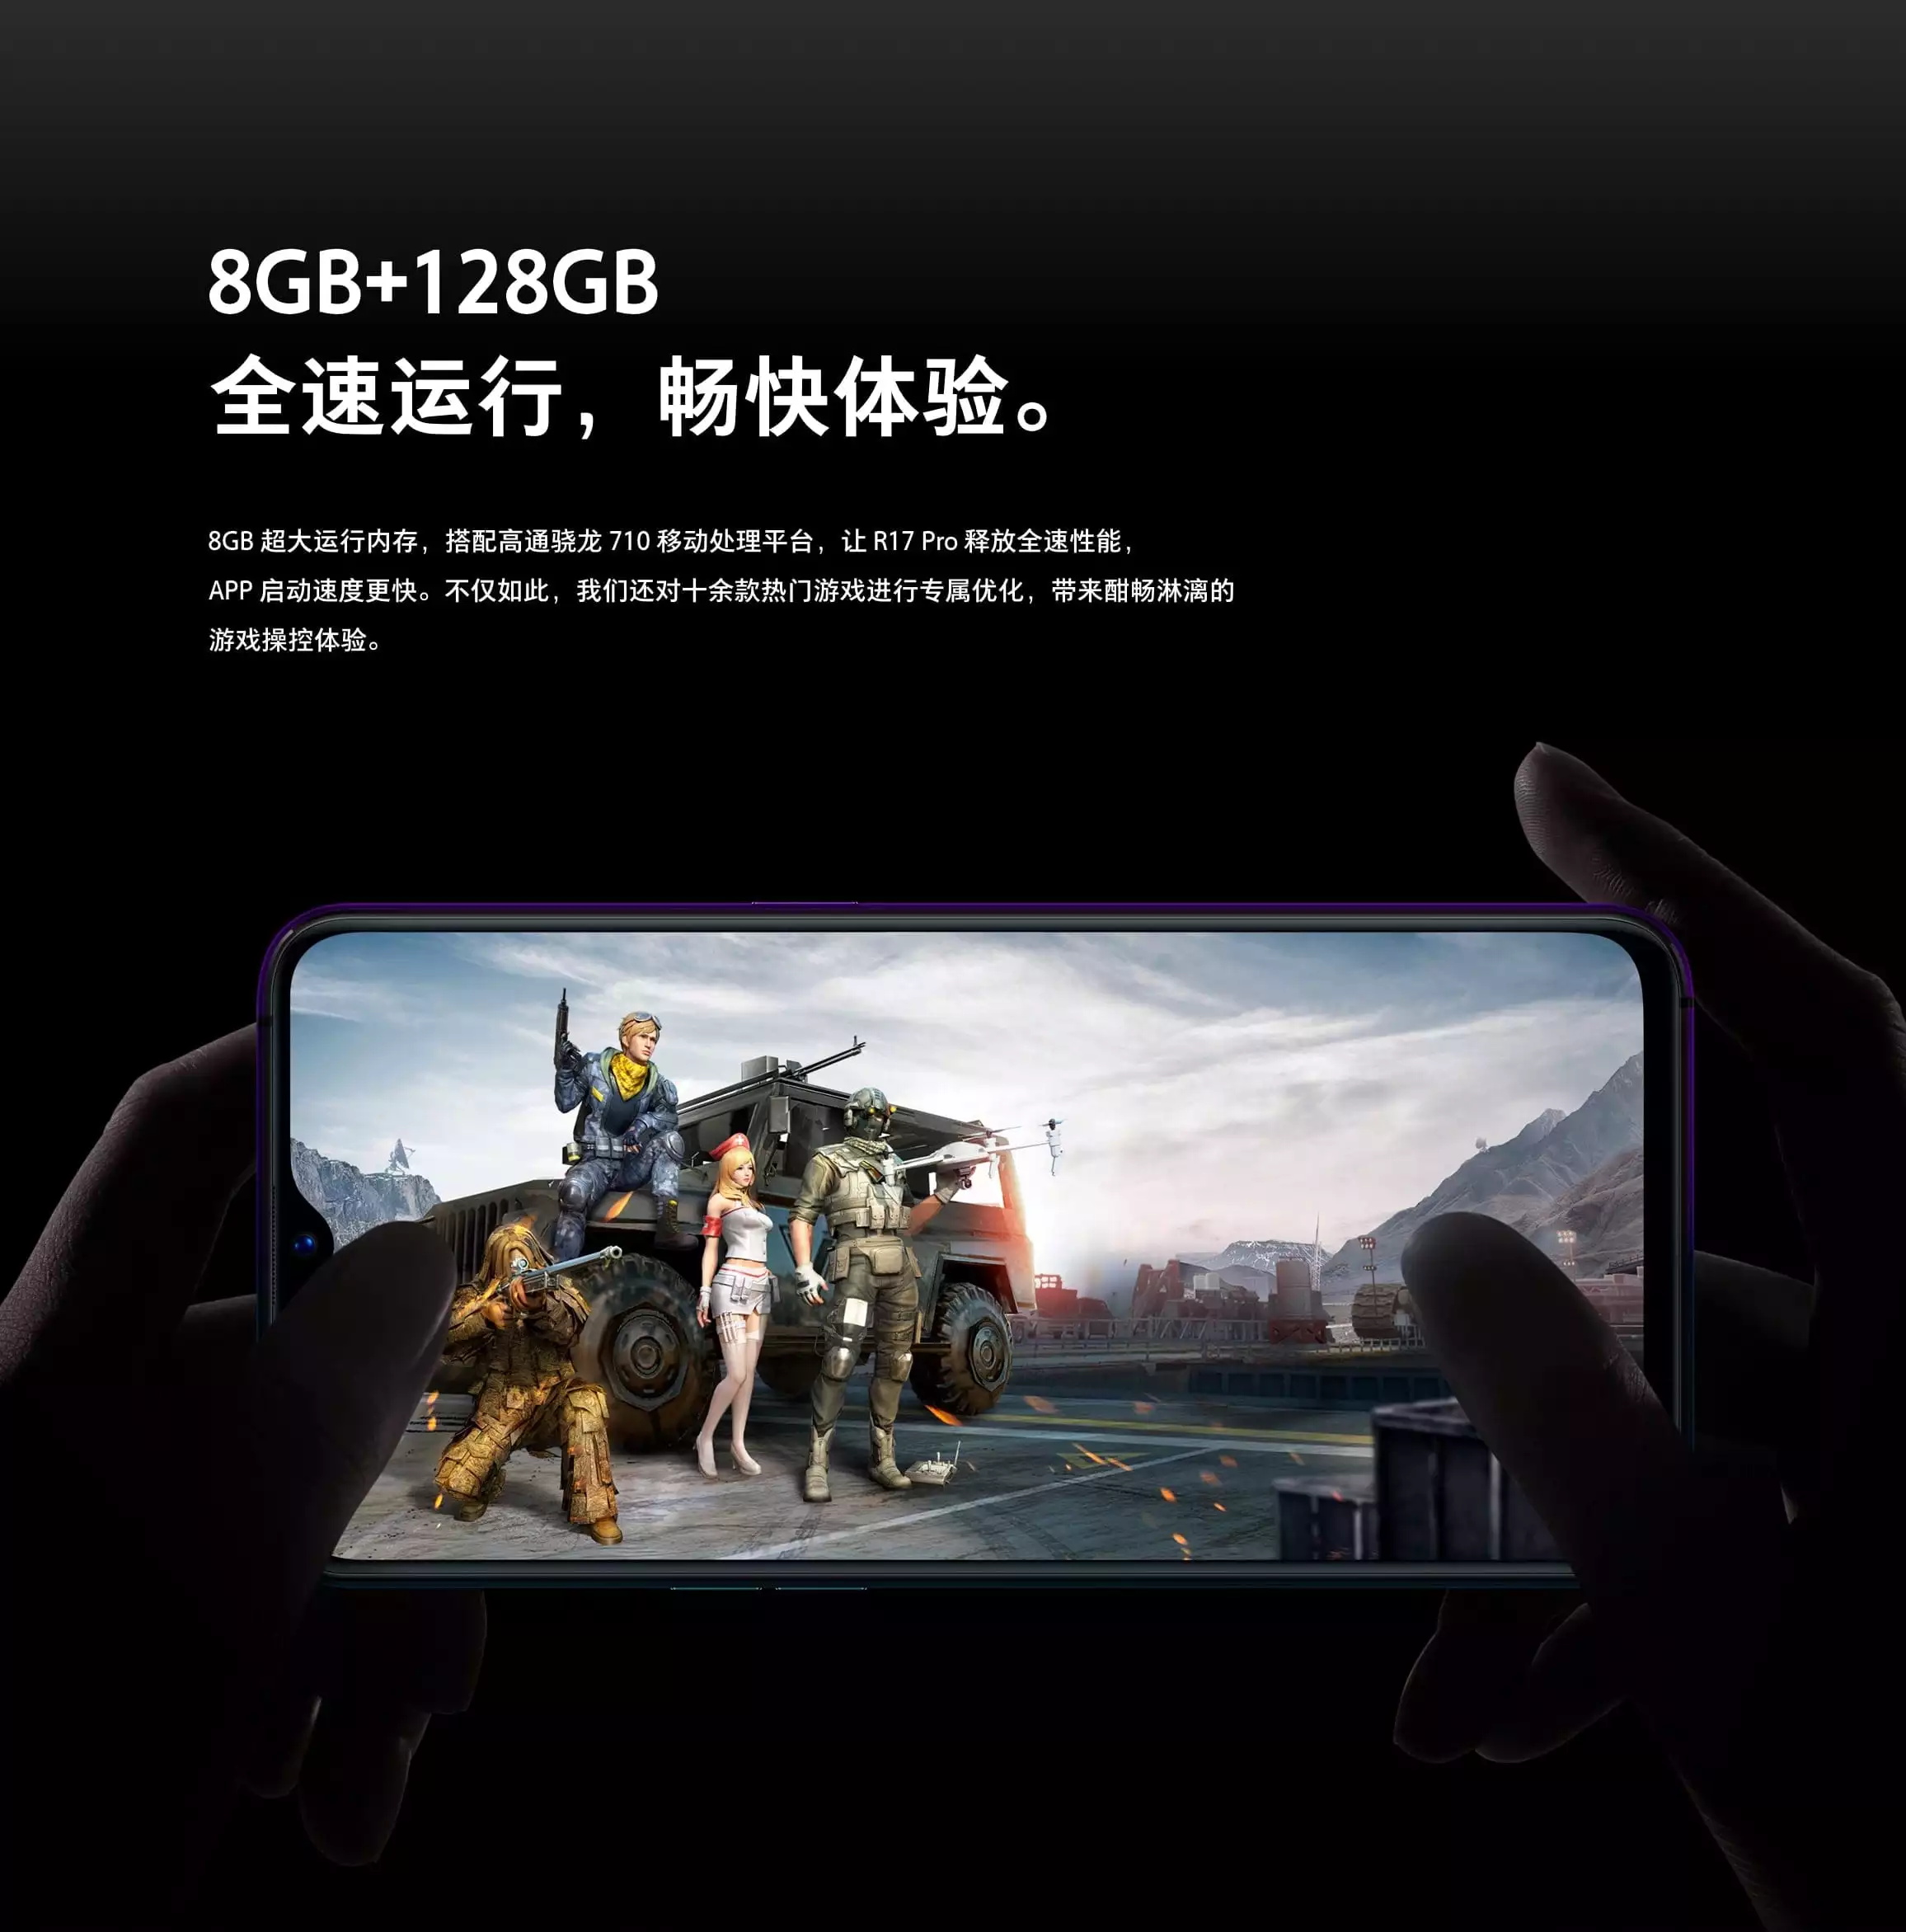 8GB+128GB
全速运行，畅快体验。
8GB 超大运行内存，搭配高通骁龙 710 移动处理平台，让 R17 Pro 释放全速性能，
APP 启动速度更快。不仅如此，我们还对十余款热门游戏进行专属优化，带来酣畅淋漓的
游戏操控体验。